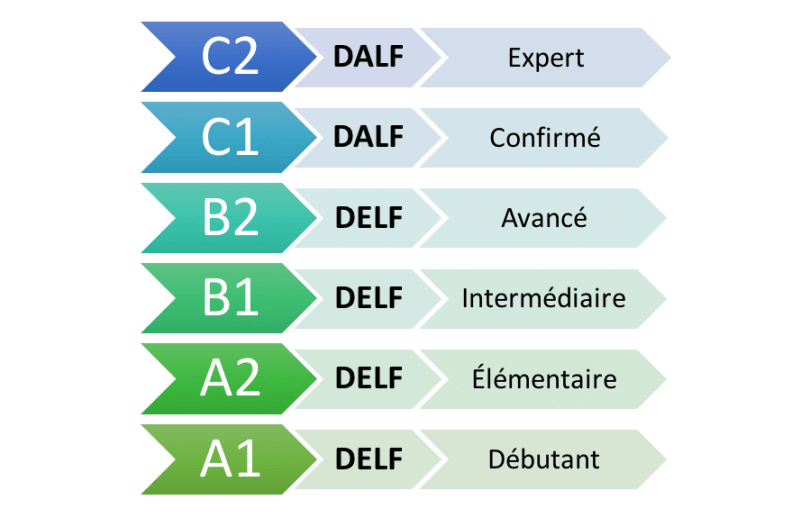 C2 DALF Expert
C1 DALF Confirmé
B2 DELF Avancé
B1 DELF Intermédiaire
A2 DELF Élémentaire
A1 DELF Débutant